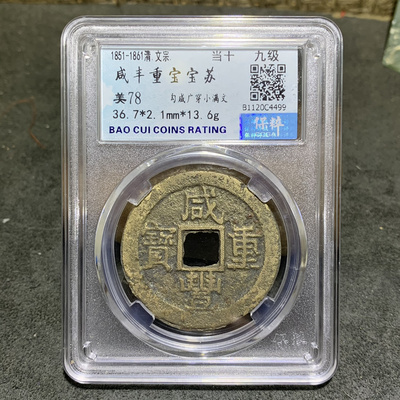 1851-1861清·文宗 当十 九级
咸丰重宝宝苏
美78 勾咸广穿小满文
B1120C4499
36.7*2.1mm*13.6g
保粹
BAO CUI COINS RATING
咸
寶 重
豐